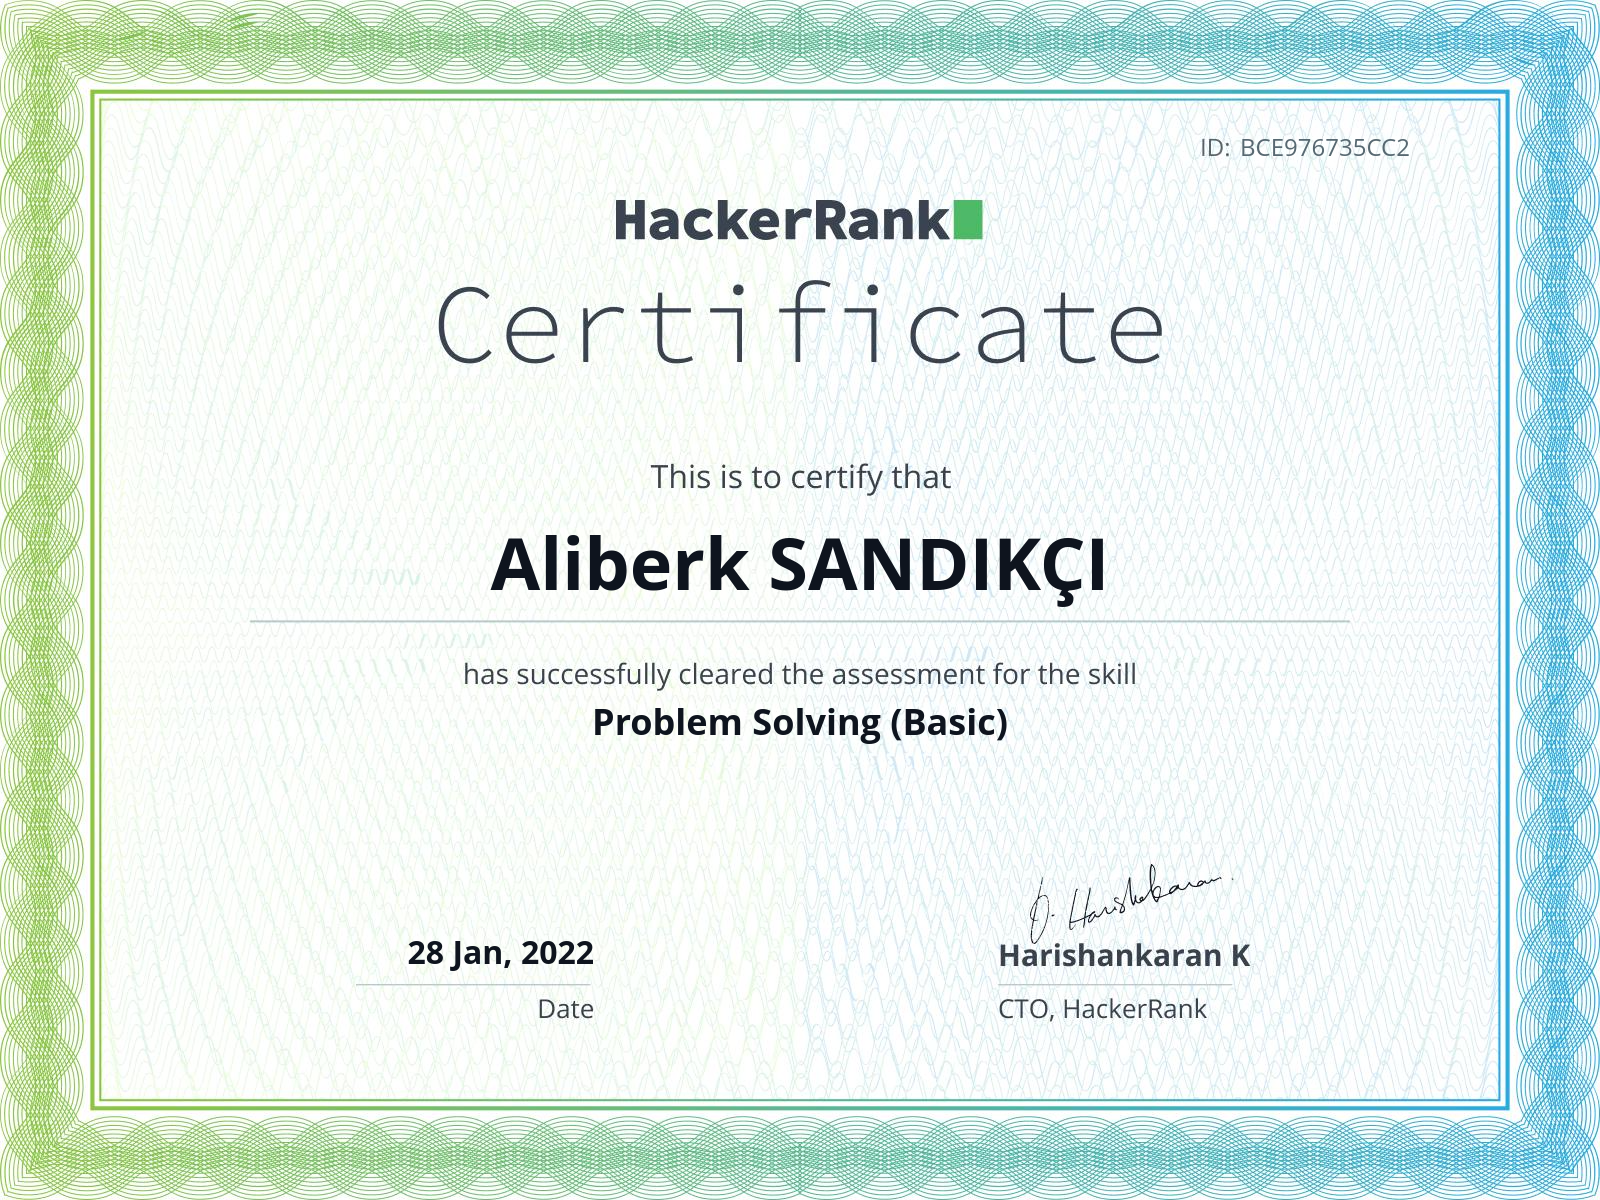 ID: BCE976735CC2
HackerRank
Certificate
This is to certify that
Aliberk SANDIKÇI
has successfully cleared the assessment for the skill
Problem Solving (Basic)
28 Jan, 2022
Date
Harishankaran K
CTO, HackerRank